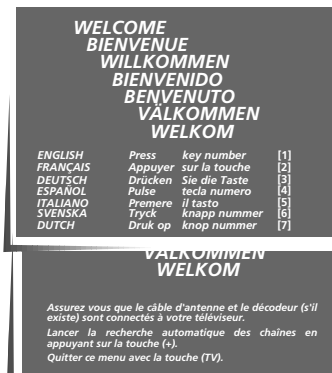 WELCOME
BIENVENUE
WILLKOMMEN
BIENVENIDO
BENVENUTO
VÄLKOMMEN
WELKOM
ENGLISH Press key number [1]
FRANÇAIS Appuyer sur la touche [2]
DEUTSCH Drücken Sie die Taste [3]
ESPAÑOL Pulse tecla numero [4]
ITALIANO Premere il tasto [5]
SVENSKA Tryck knapp nummer [6]
DUTCH Druk op knop nummer [7]
VÄLKOMMEN
WELKOM
Assurez vous que le câble d'antenne et le décodeur (s'il
existe) sont connectés à votre téléviseur.
Lancer la recherche automatique des chaînes en
appuyant sur la touche (+).
Quitter ce menu avec la touche (TV).